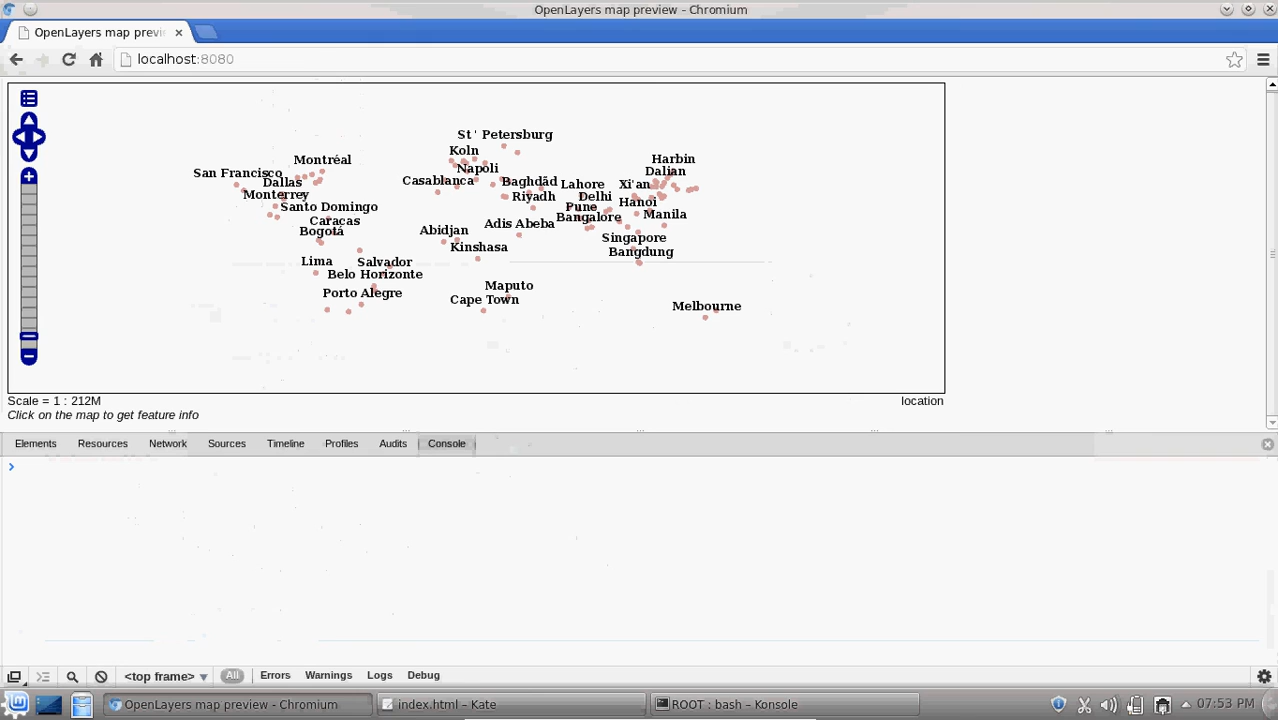 OpenLayers map preview - Chromium
OpenLayers map previ
localhost:8080
St ' Petersburg
Koln
Montréal
Harbin
Napoli
Dalian
San Francisco
Casablanca
Baghdād
Dallas
Lahore
Xi'an
Monterrey
Riyadh
Delhi
Hanoi
Santo Domingo
Pune
Caracas
Bangalore
Manila
Bogotá
Abidjan
Adis Abeba
Singapore
Kinshasa
Bangdung
Lima
Salvador
Belo Horizonte
Maputo
Porto Alegre
Cape Town
Melbourne
Scale = 1 : 212M
location
Click on the map to get feature info
Elements Resources Network Sources Timeline Profiles Audits Console
<top frame> All Errors Warnings Logs Debug
OpenLayers map preview - Chromium
index.html – Kate
ROOT : bash – Konsole
07:53 PM